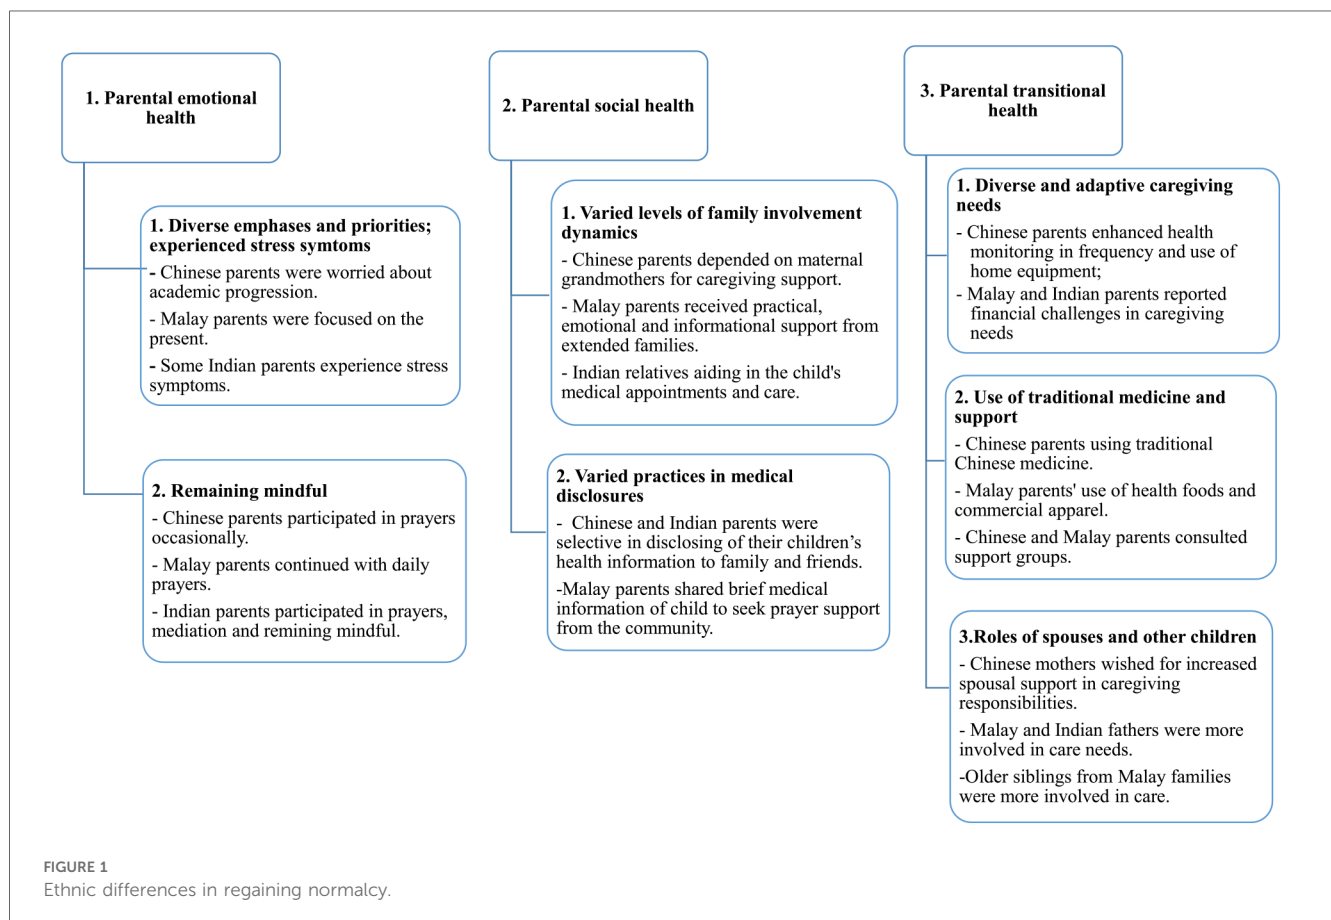 1. Parental emotional
health
1. Diverse emphases and priorities;
experienced stress symtoms
- Chinese parents were worried about
academic progression.
- Malay parents were focused on the
present.
- Some Indian parents experience stress
symptoms.
2. Remaining mindful
- Chinese parents participated in prayers
occasionally.
- Malay parents continued with daily
prayers.
- Indian parents participated in prayers,
mediation and remining mindful.
2. Parental social health
1. Varied levels of family involvement
dynamics
- Chinese parents depended on maternal
grandmothers for caregiving support.
- Malay parents received practical,
emotional and informational support from
extended families.
- Indian relatives aiding in the child's
medical appointments and care.
2. Varied practices in medical
disclosures
- Chinese and Indian parents were
selective in disclosing of their children’s
health information to family and friends.
-Malay parents shared brief medical
information of child to seek prayer support
from the community.
3. Parental transitional
health
1. Diverse and adaptive caregiving
needs
- Chinese parents enhanced health
monitoring in frequency and use of
home equipment;
- Malay and Indian parents reported
financial challenges in caregiving
needs
2. Use of traditional medicine and
support
- Chinese parents using traditional
Chinese medicine.
- Malay parents' use of health foods and
commercial apparel.
- Chinese and Malay parents consulted
support groups.
3.Roles of spouses and other children
- Chinese mothers wished for increased
spousal support in caregiving
responsibilities.
- Malay and Indian fathers were more
involved in care needs.
-Older siblings from Malay families
were more involved in care.
FIGURE 1
Ethnic differences in regaining normalcy.